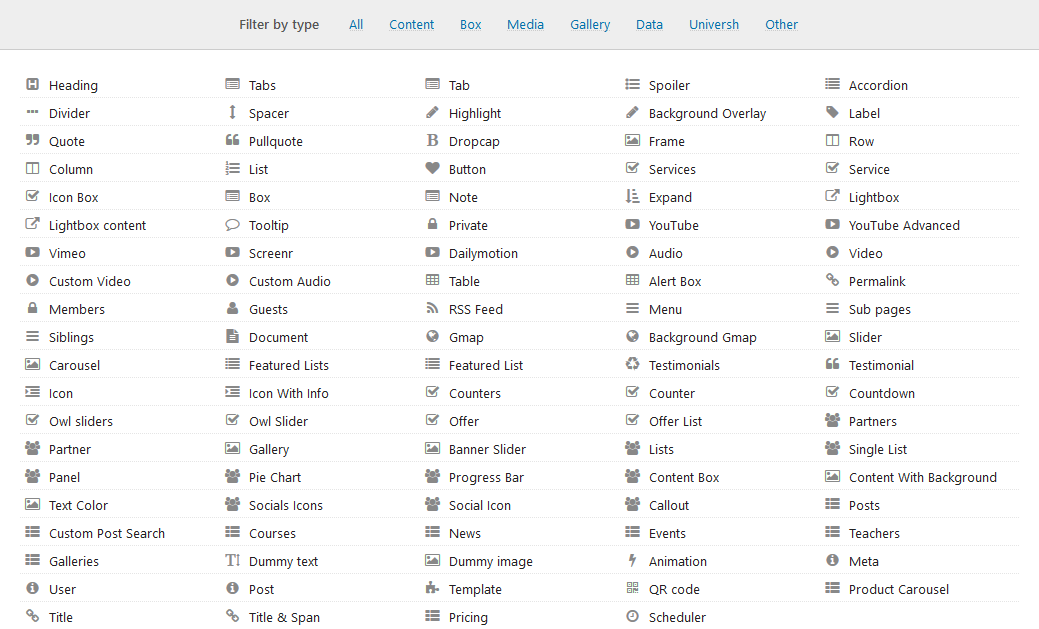 Filter by type All Content Box Media Gallery Data Universh Other
Heading Tabs Tab Spoiler Accordion
Divider Spacer Highlight Background Overlay Label
Quote Pullquote Dropcap Frame Row
Column List Button Services Service
Icon Box Box Note Expand Lightbox
Lightbox content Tooltip Private YouTube YouTube Advanced
Vimeo Screenr Dailymotion Audio Video
Custom Video Custom Audio Table Alert Box Permalink
Members Guests RSS Feed Menu Sub pages
Siblings Document Gmap Background Gmap Slider
Carousel Featured Lists Featured List Testimonials Testimonial
Icon Icon With Info Counters Counter Countdown
Owl sliders Owl Slider Offer Offer List Partners
Partner Gallery Banner Slider Lists Single List
Panel Pie Chart Progress Bar Content Box Content With Background
Text Color Socials Icons Social Icon Callout Posts
Custom Post Search Courses News Events Teachers
Galleries Dummy text Dummy image Animation Meta
User Post Template QR code Product Carousel
Title Title & Span Pricing Scheduler